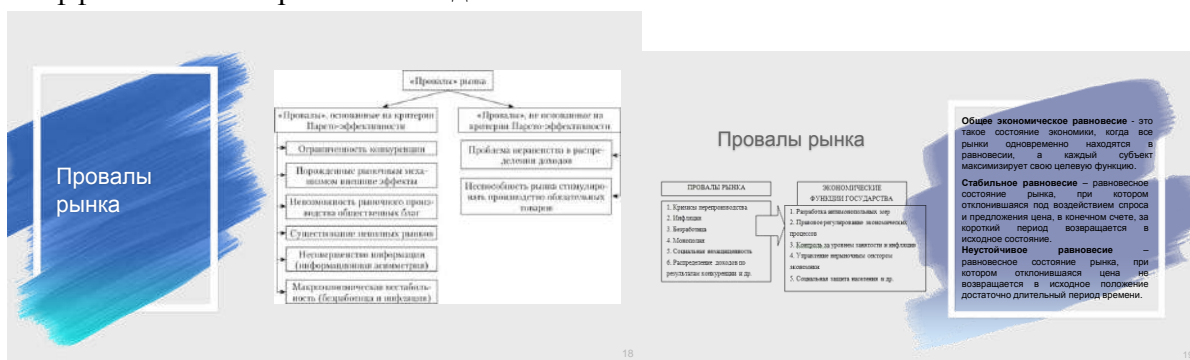 Провалы
рынка
«Провалы» рынка
«Провалы», основанные на критерии
Парето-эффективности
Ограниченность конкуренции
Порожденные рыночным меха-
низмом внешние эффекты
Невозможность рыночного произ-
водства общественных благ
Существование неполных рынков
Несовершенство информации
(информационная асимметрия)
Макроэкономическая нестабиль-
ность (безработица и инфляция)
«Провалы», не основанные на
критерии Парето-эффективности
Проблема неравенства в распре-
делении доходов
Неспособность рынка стимулиро-
вать производство обязательных
товаров
18
Провалы рынка
ПРОВАЛЫ РЫНКА
1. Кризисы перепроизводства
2. Инфляция
3. Безработица
4. Монополия
5. Социальная незащищенность
6. Распределение доходов по
результатам конкуренции и др.
ЭКОНОМИЧЕСКИЕ
ФУНКЦИИ ГОСУДАРСТВА
1. Разработка антимонопольных мер
2. Правовое регулирование экономических
процессов
3. Контроль за уровнем занятости и инфляции
4. Управление нерыночным сектором
экономики
5. Социальная защита населения и др.
Общее экономическое равновесие - это
такое состояние экономики, когда все
рынки одновременно находятся в
равновесии, а каждый субъект
максимизирует свою целевую функцию.
Стабильное равновесие – равновесное
состояние рынка, при котором
отклонившаяся под воздействием спроса
и предложения цена, в конечном счете, за
короткий период возвращается в
исходное состояние.
Неустойчивое равновесие –
равновесное состояние рынка, при
котором отклонившаяся цена не
возвращается в исходное положение
достаточно длительный период времени.